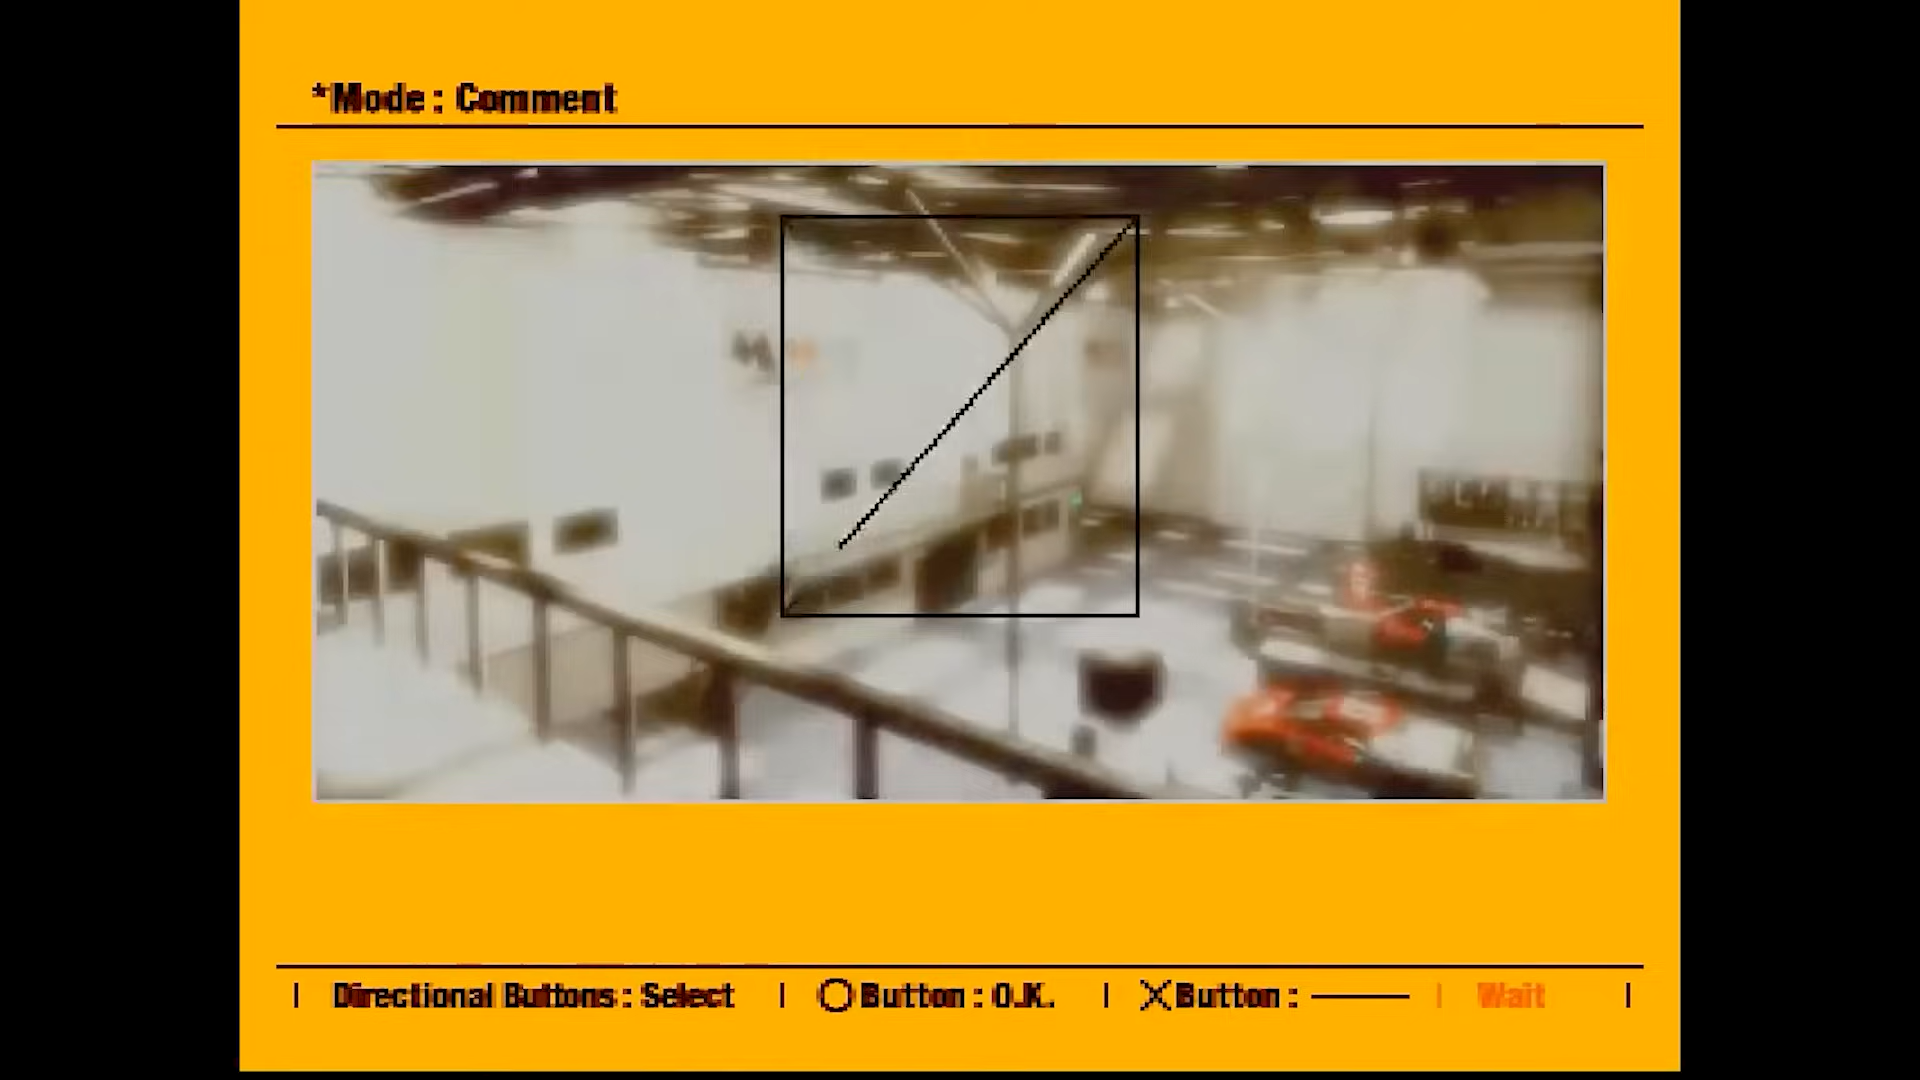 *Mode : Comment
Directional Buttons : Select | ○Button : O.K. | ×Button : —— | Wait |